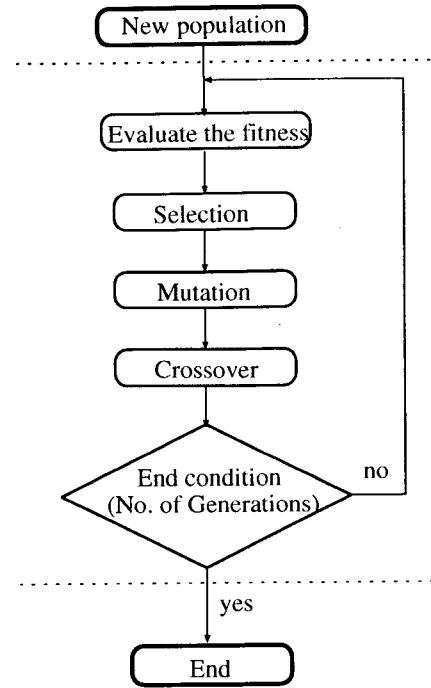 New population
Evaluate the fitness
Selection
Mutation
Crossover
End condition
(No. of Generations)
no
yes
End